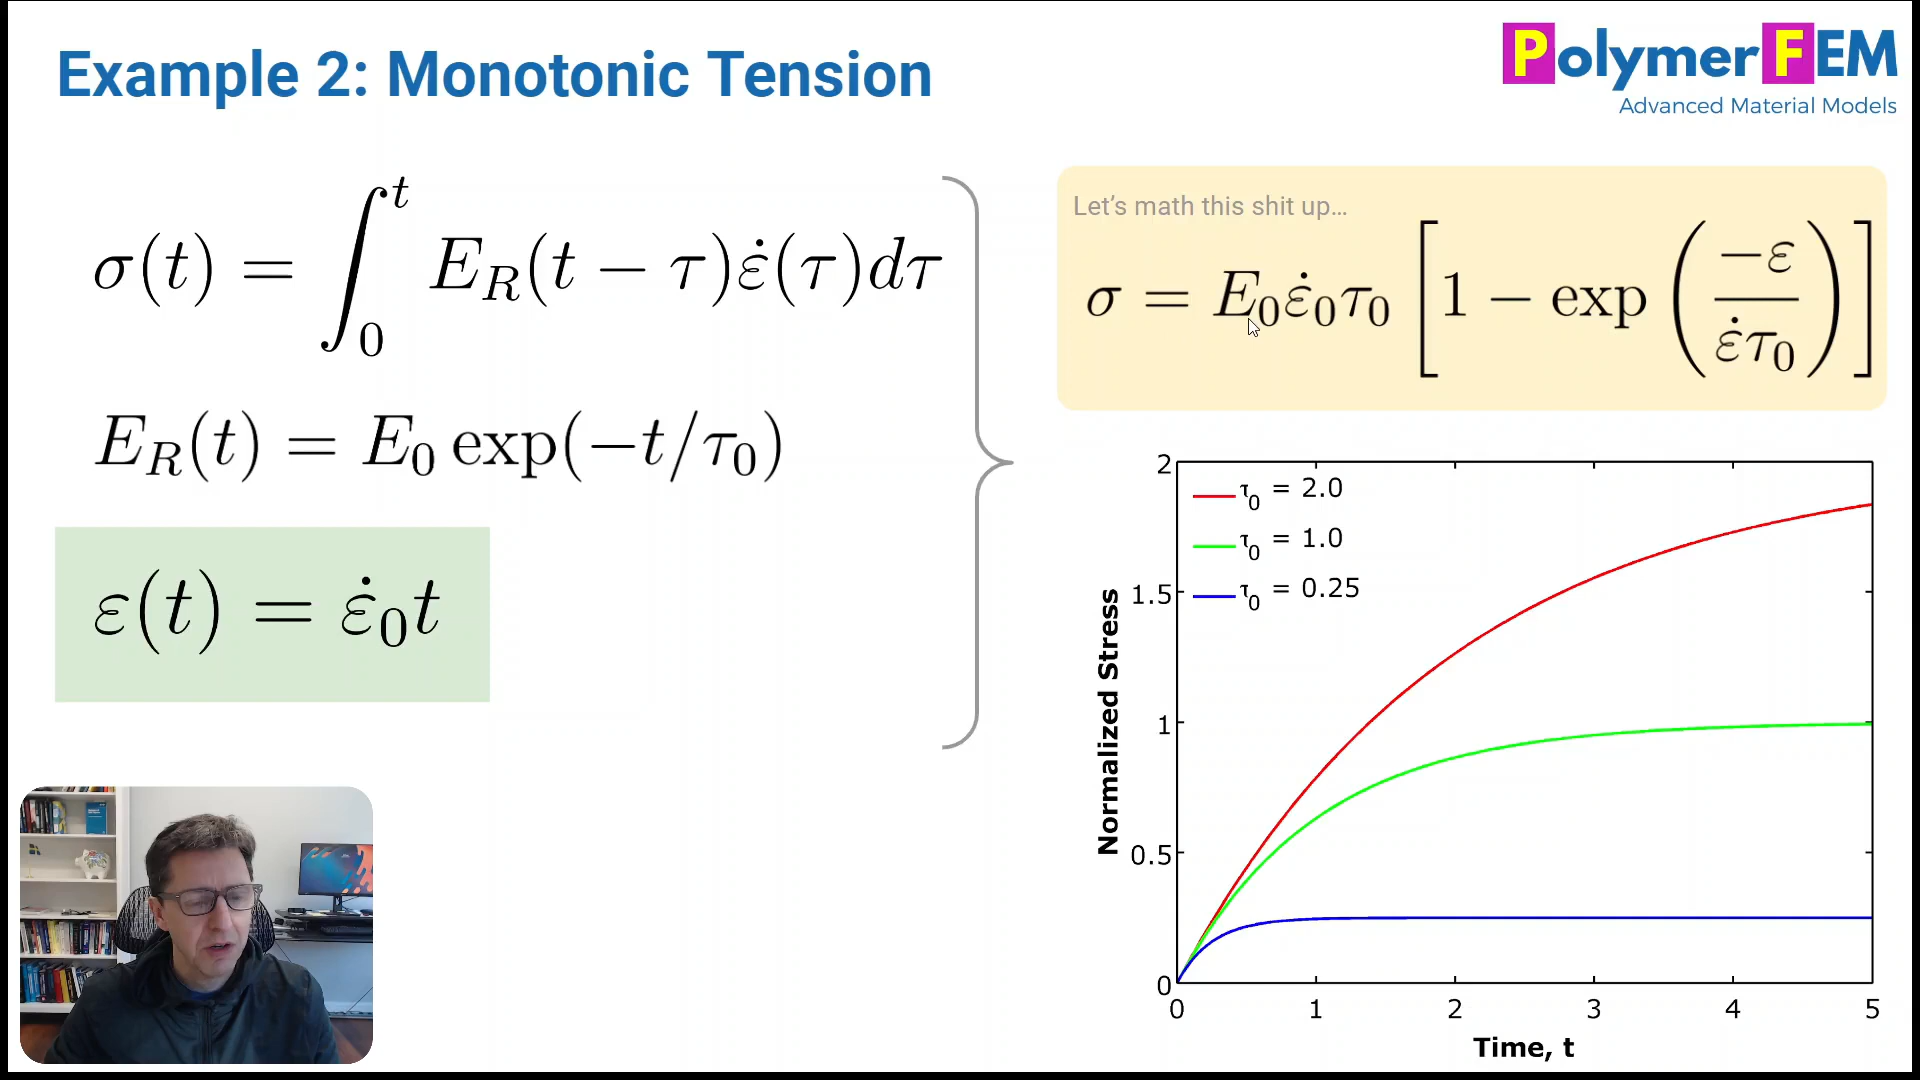 Example 2: Monotonic Tension
PolymerFEM
Advanced Material Models
σ(t) = ∫₀ᵗ E_R(t − τ)ε̇(τ)dτ
E_R(t) = E₀ exp(−t/τ₀)
ε(t) = ε̇₀t
Let's math this shit up…
σ = E₀ε̇₀τ₀ [1 − exp (−ε / ε̇τ₀)]
τ₀ = 2.0
τ₀ = 1.0
τ₀ = 0.25
Normalized Stress
2
1.5
1
0.5
0
0 1 2 3 4 5
Time, t